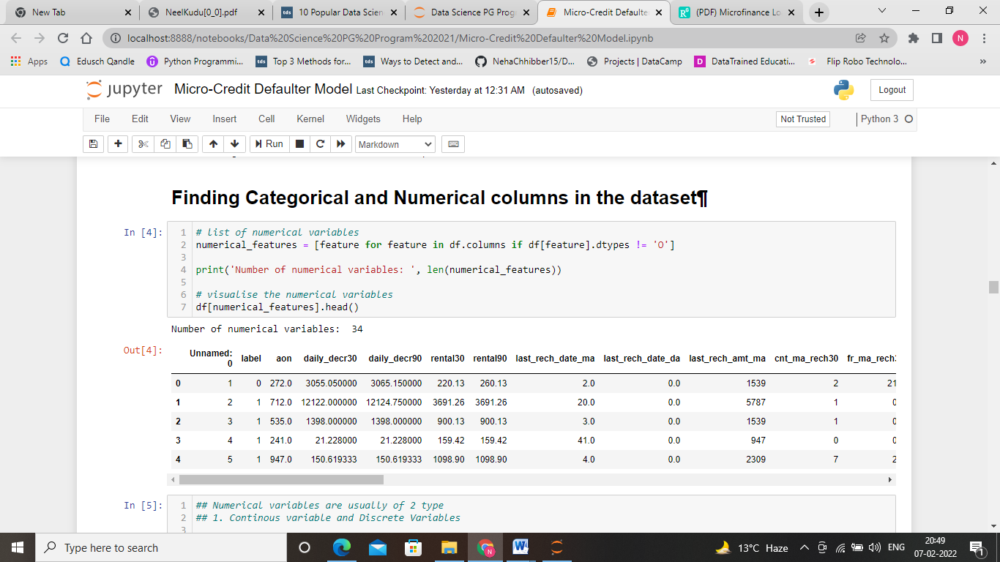 New Tab
NeelKudu[0_0].pdf
tds 10 Popular Data Scien
Data Science PG Prog
Micro-Credit Defaulte
R (PDF) Microfinance Lo
localhost:8888/notebooks/Data%20Science%20PG%20Program%202021/Micro-Credit%20Defaulter%20Model.ipynb
N
Apps
Edusch Qandle
Python Programmi...
tds Top 3 Methods for...
tds Ways to Detect and...
NehaChhibber15/D...
Projects | DataCamp
D DataTrained Educati...
Flip Robo Technolo...
»
jupyter Micro-Credit Defaulter Model Last Checkpoint: Yesterday at 12:31 AM (autosaved)
Logout
File Edit View Insert Cell Kernel Widgets Help
Not Trusted
Python 3
Run
Markdown
Finding Categorical and Numerical columns in the dataset¶
In [4]:
1 # list of numerical variables
2 numerical_features = [feature for feature in df.columns if df[feature].dtypes != 'O']
3
4 print('Number of numerical variables: ', len(numerical_features))
5
6 # visualise the numerical variables
7 df[numerical_features].head()
Number of numerical variables:  34
Out[4]:
Unnamed: 0 label aon daily_decr30 daily_decr90 rental30 rental90 last_rech_date_ma last_rech_date_da last_rech_amt_ma cnt_ma_rech30 fr_ma_rech3
0 1 0 272.0 3055.050000 3065.150000 220.13 260.13 2.0 0.0 1539 2 21
1 2 1 712.0 12122.000000 12124.750000 3691.26 3691.26 20.0 0.0 5787 1 0
2 3 1 535.0 1398.000000 1398.000000 900.13 900.13 3.0 0.0 1539 1 0
3 4 1 241.0 21.228000 21.228000 159.42 159.42 41.0 0.0 947 0 0
4 5 1 947.0 150.619333 150.619333 1098.90 1098.90 4.0 0.0 2309 7 2
In [5]:
1 ## Numerical variables are usually of 2 type
2 ## 1. Continous variable and Discrete Variables
3
Type here to search
N
W
13°C Haze
ENG
20:49
07-02-2022
1